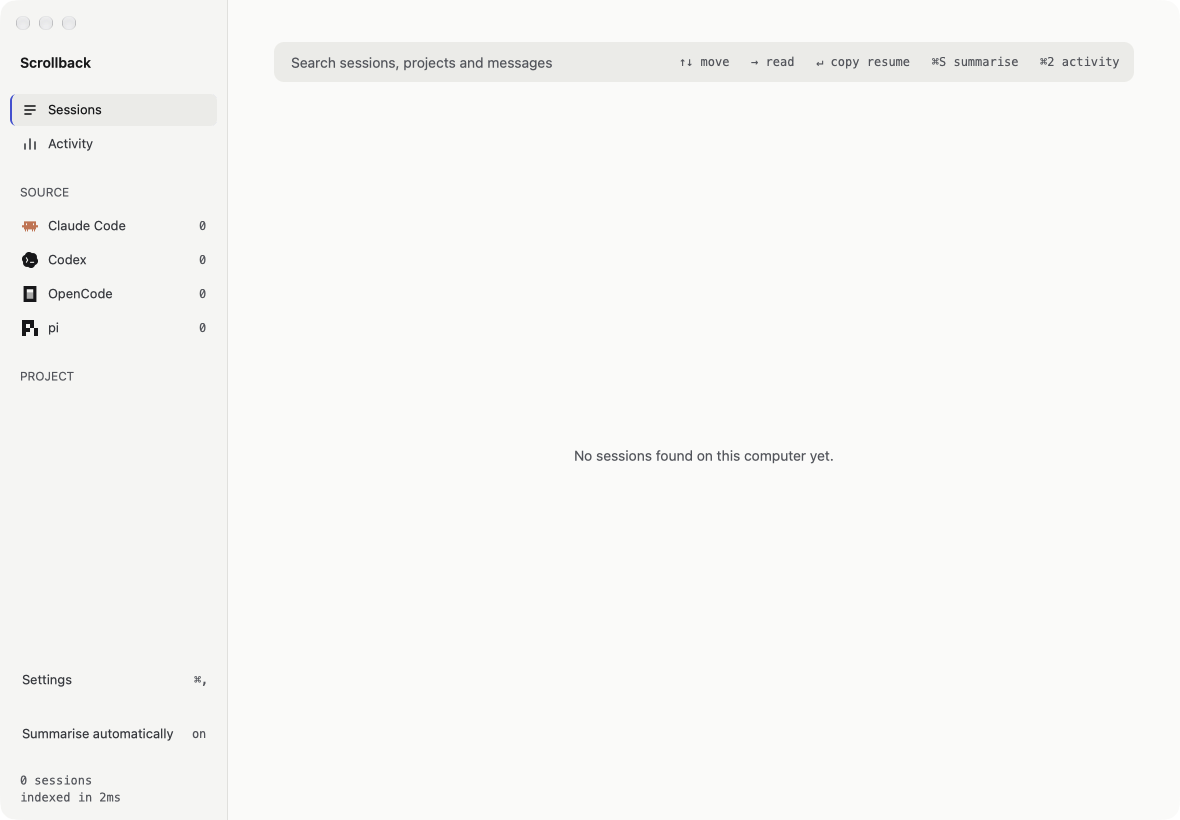 Scrollback
Sessions
Activity
SOURCE
Claude Code 0
Codex 0
OpenCode 0
pi 0
PROJECT
Settings ⌘,
Summarise automatically on
0 sessions
indexed in 2ms
Search sessions, projects and messages ↑↓ move → read ↵ copy resume ⌘S summarise ⌘2 activity
No sessions found on this computer yet.